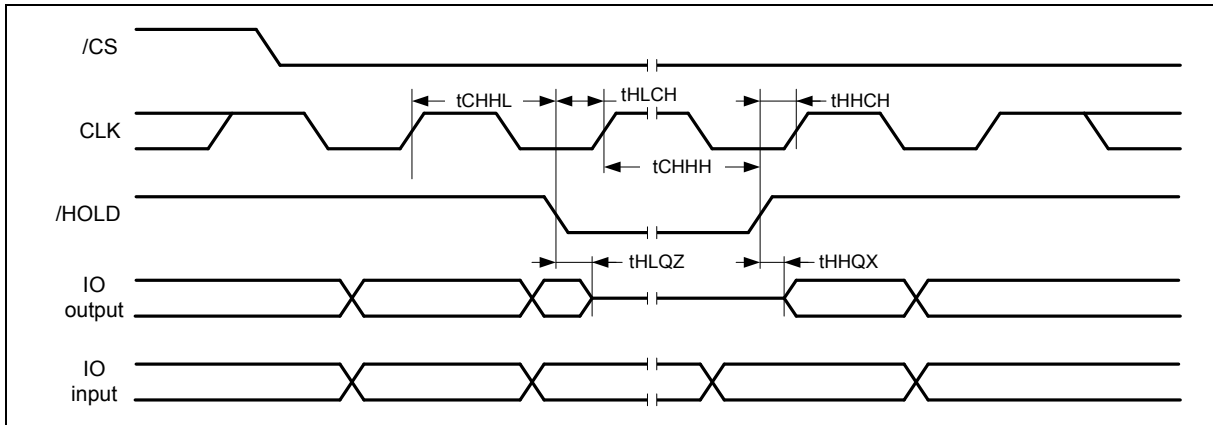 /CS
tCHHL
tHLCH
tHHCH
CLK
tCHHH
/HOLD
tHLQZ
tHHQX
IO
output
IO
input